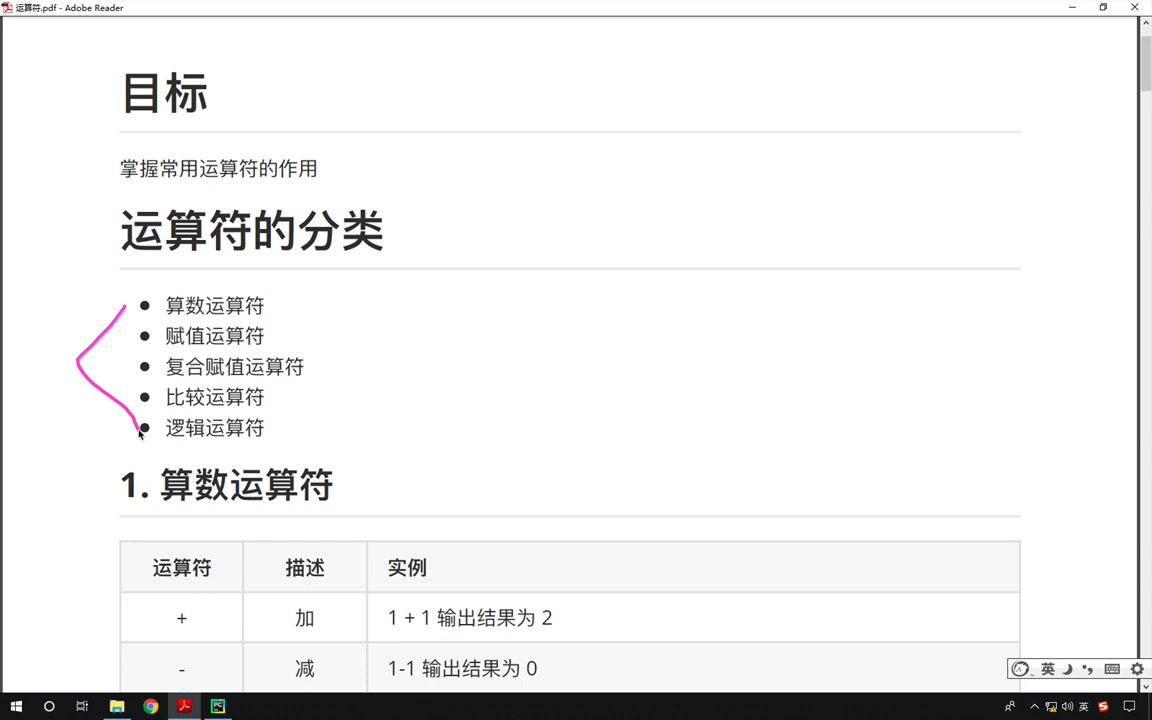 运算符.pdf - Adobe Reader
目标
掌握常用运算符的作用
运算符的分类
● 算数运算符
● 赋值运算符
● 复合赋值运算符
● 比较运算符
● 逻辑运算符
1. 算数运算符
运算符 描述 实例
+ 加 1 + 1 输出结果为 2
- 减 1-1 输出结果为 0
英
英